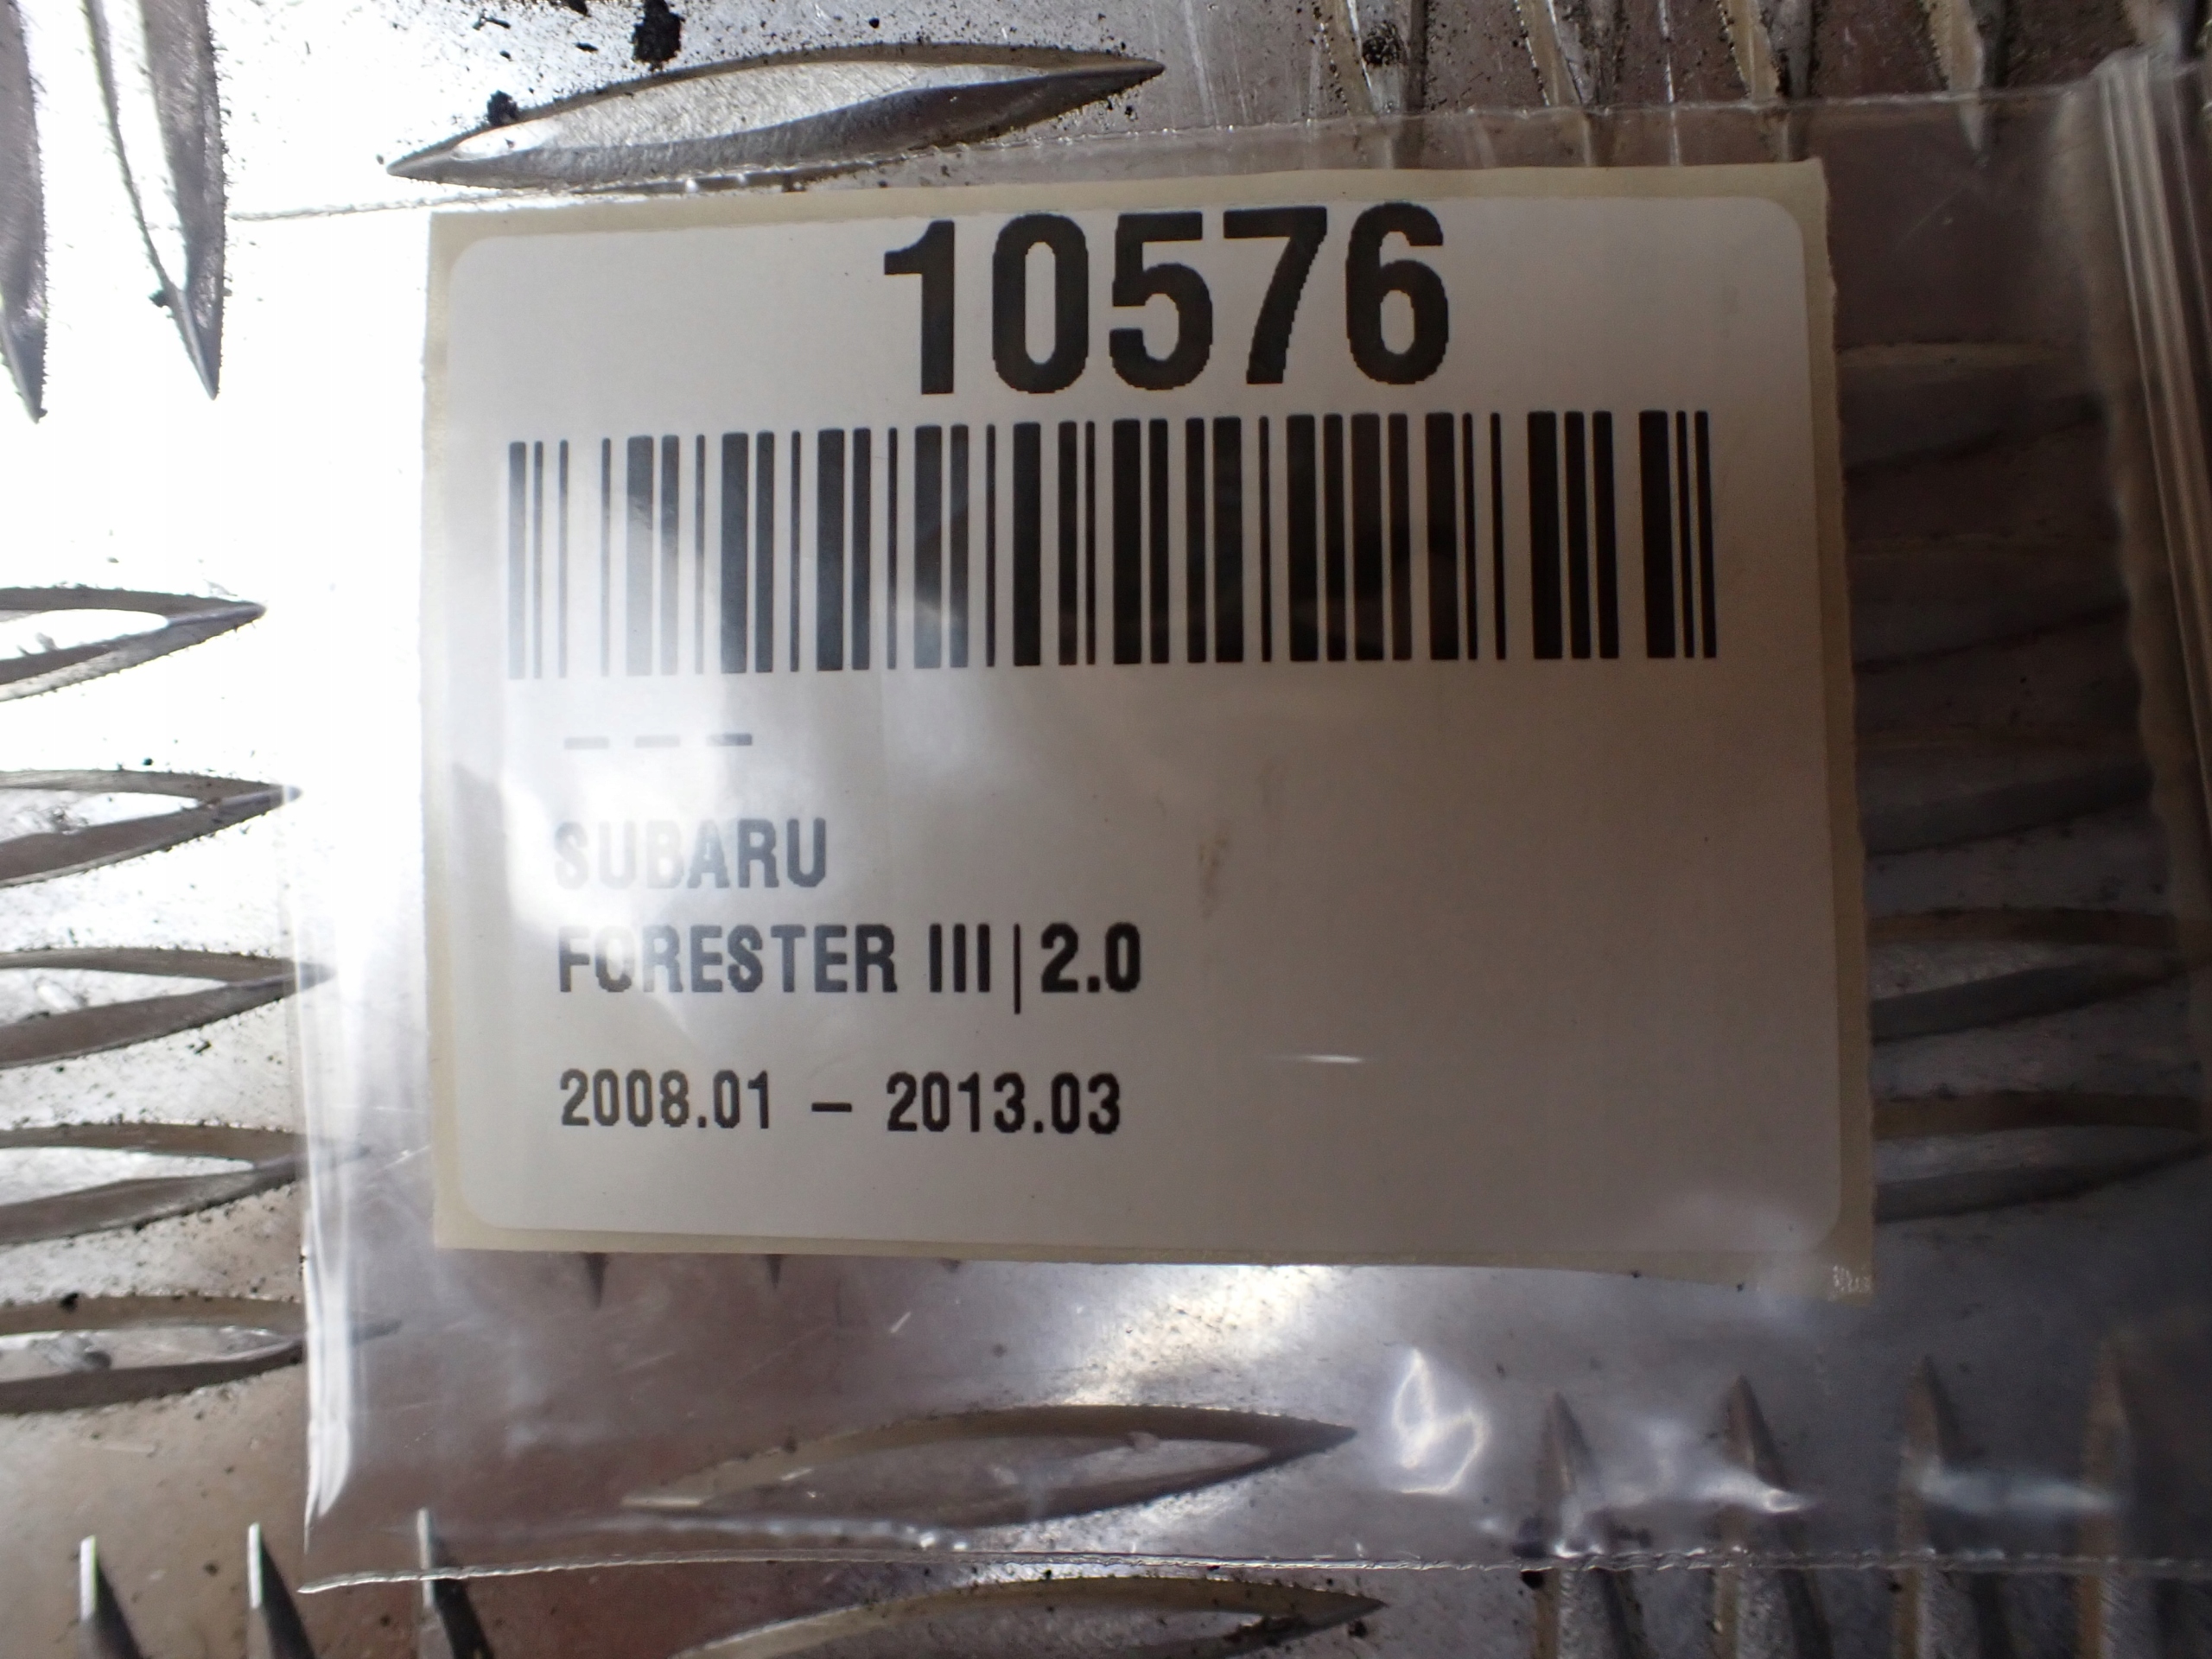 10576
– – –
SUBARU
FORESTER III|2.0
2008.01 – 2013.03